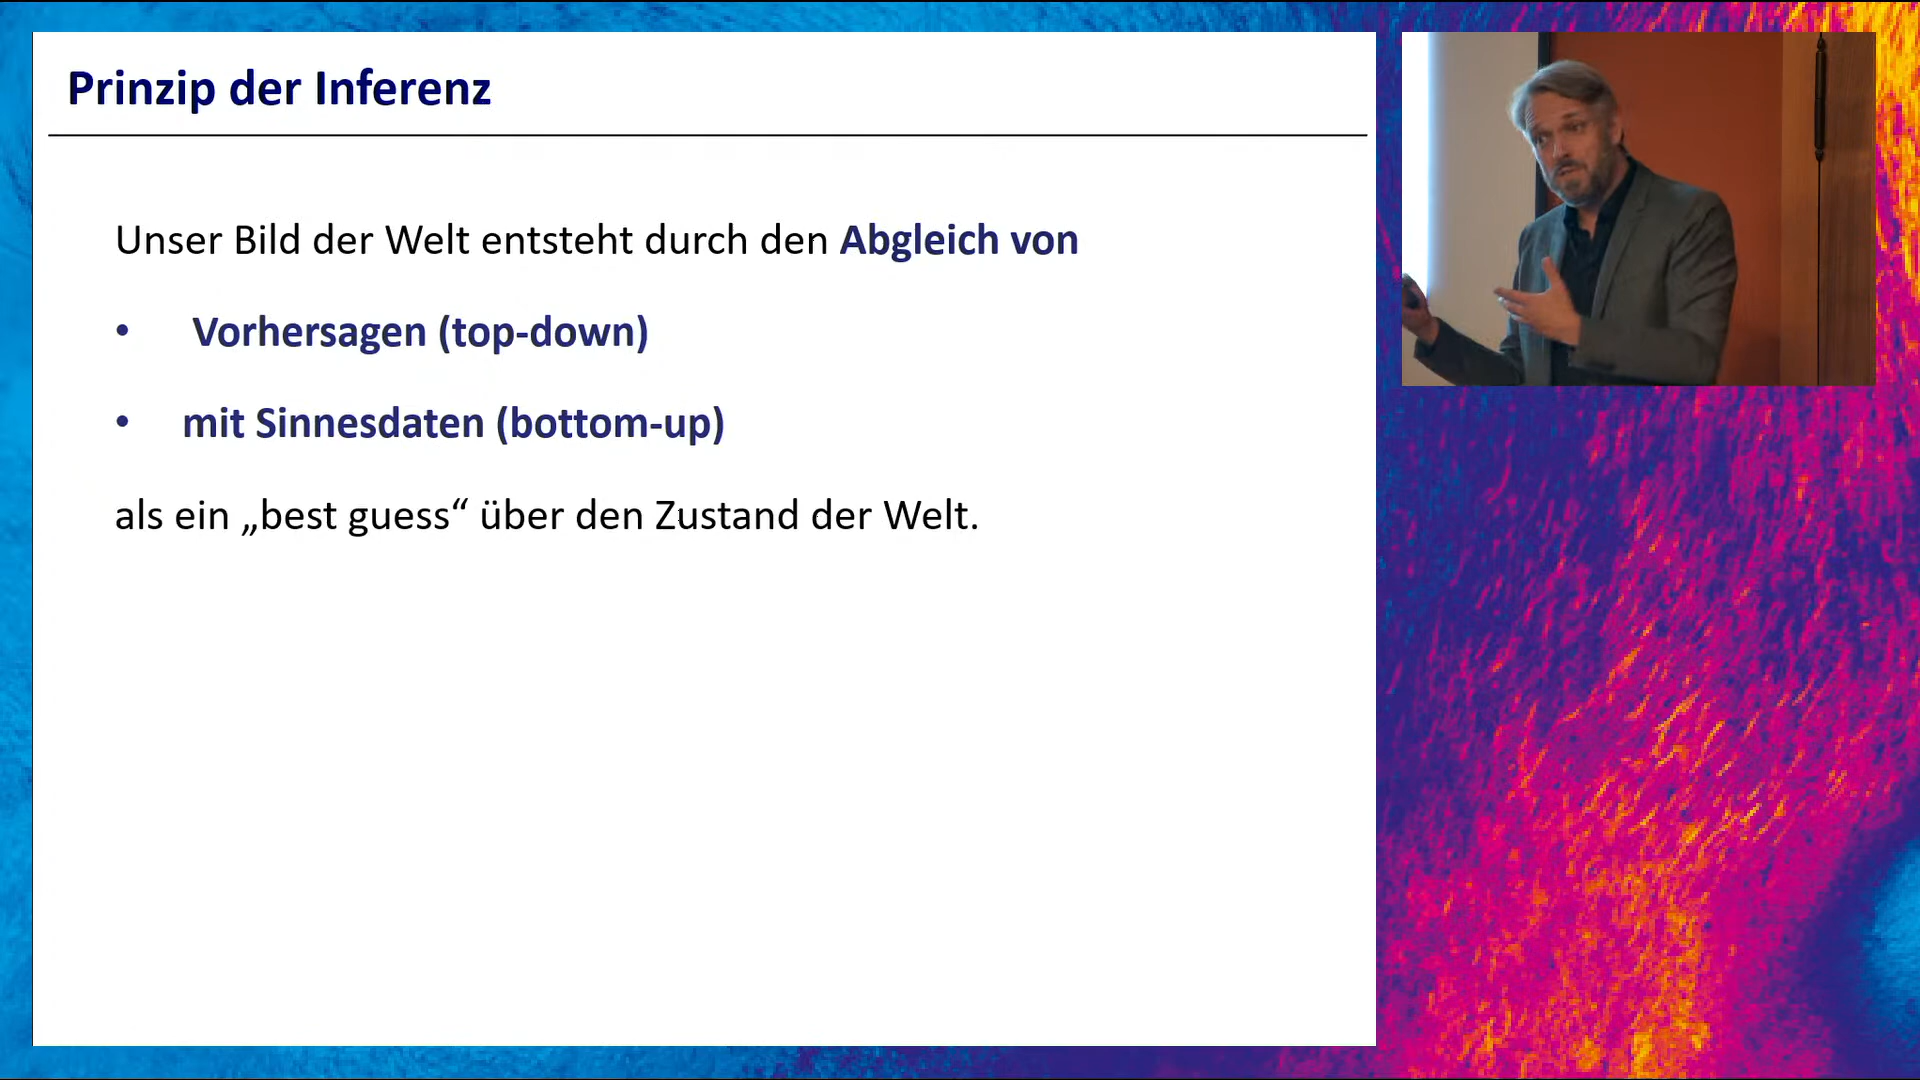 Prinzip der Inferenz
Unser Bild der Welt entsteht durch den Abgleich von
• Vorhersagen (top-down)
• mit Sinnesdaten (bottom-up)
als ein „best guess“ über den Zustand der Welt.